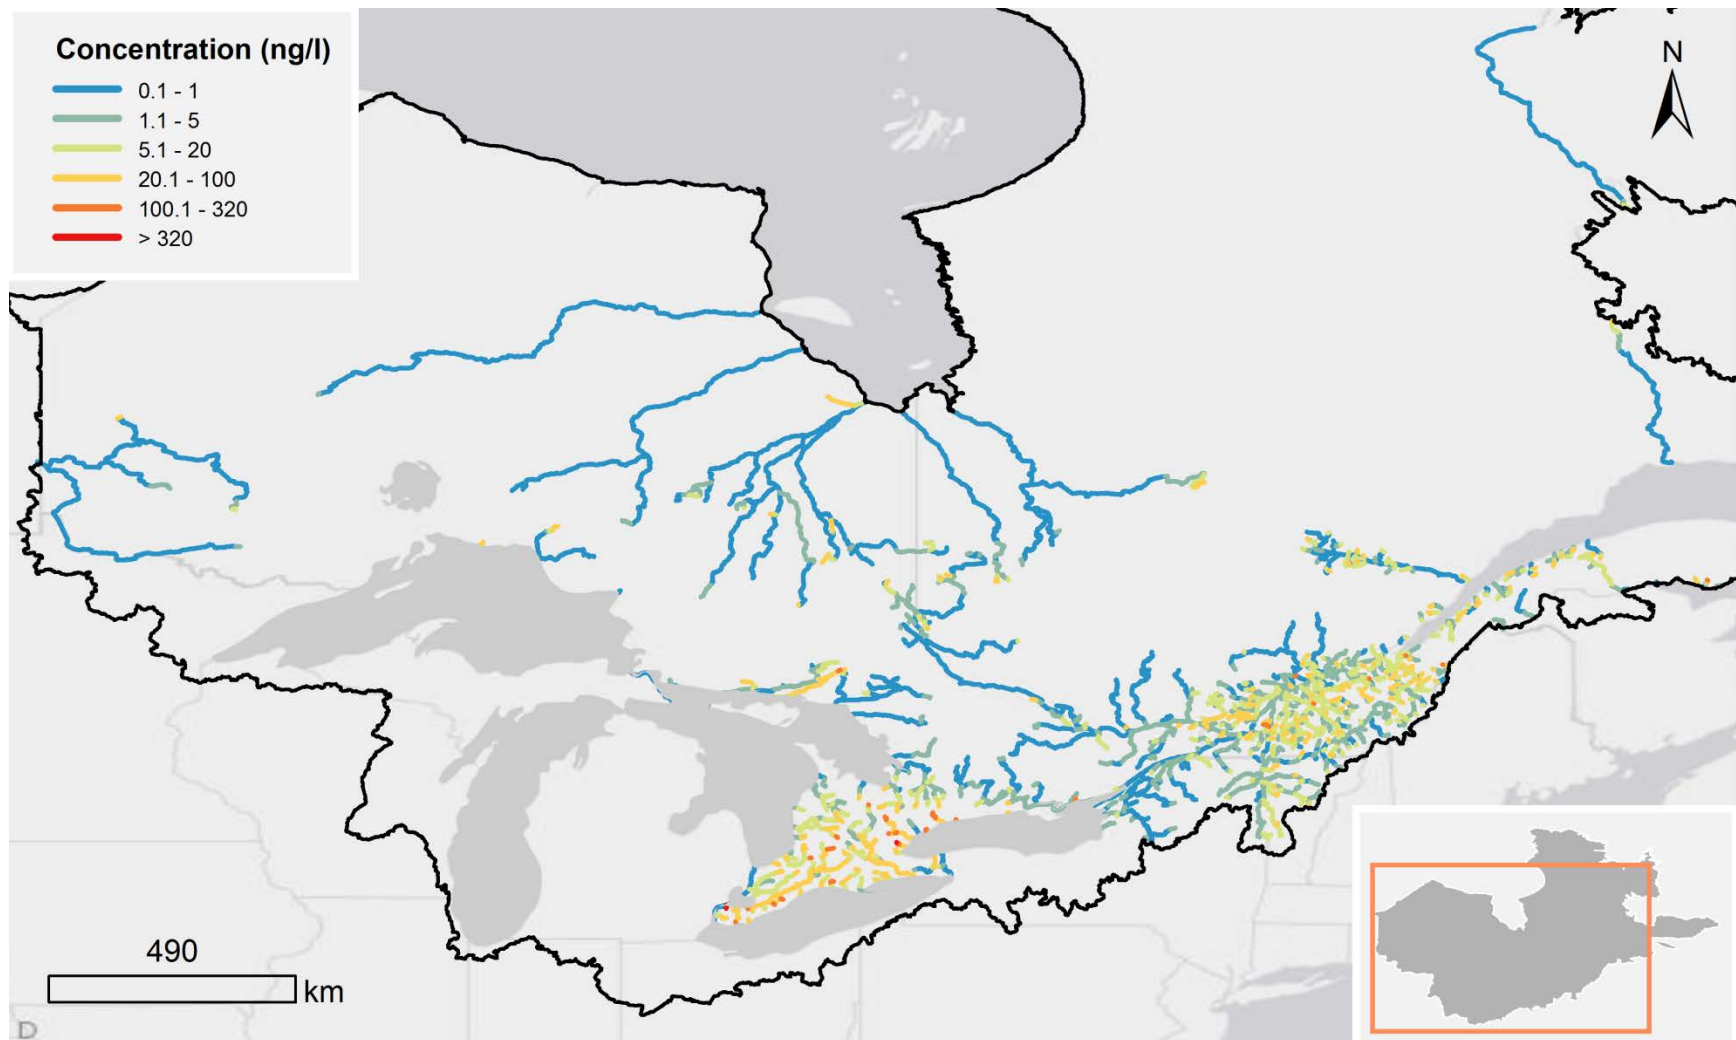 Concentration (ng/l)
0.1 - 1
1.1 - 5
5.1 - 20
20.1 - 100
100.1 - 320
> 320
N
490
km
D